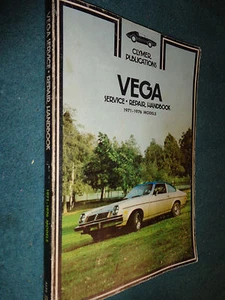 CLYMER
PUBLICATIONS
VEGA
SERVICE • REPAIR HANDBOOK
1971-1976 MODELS
VEGA SERVICE • REPAIR HANDBOOK
1971-1976 MODELS